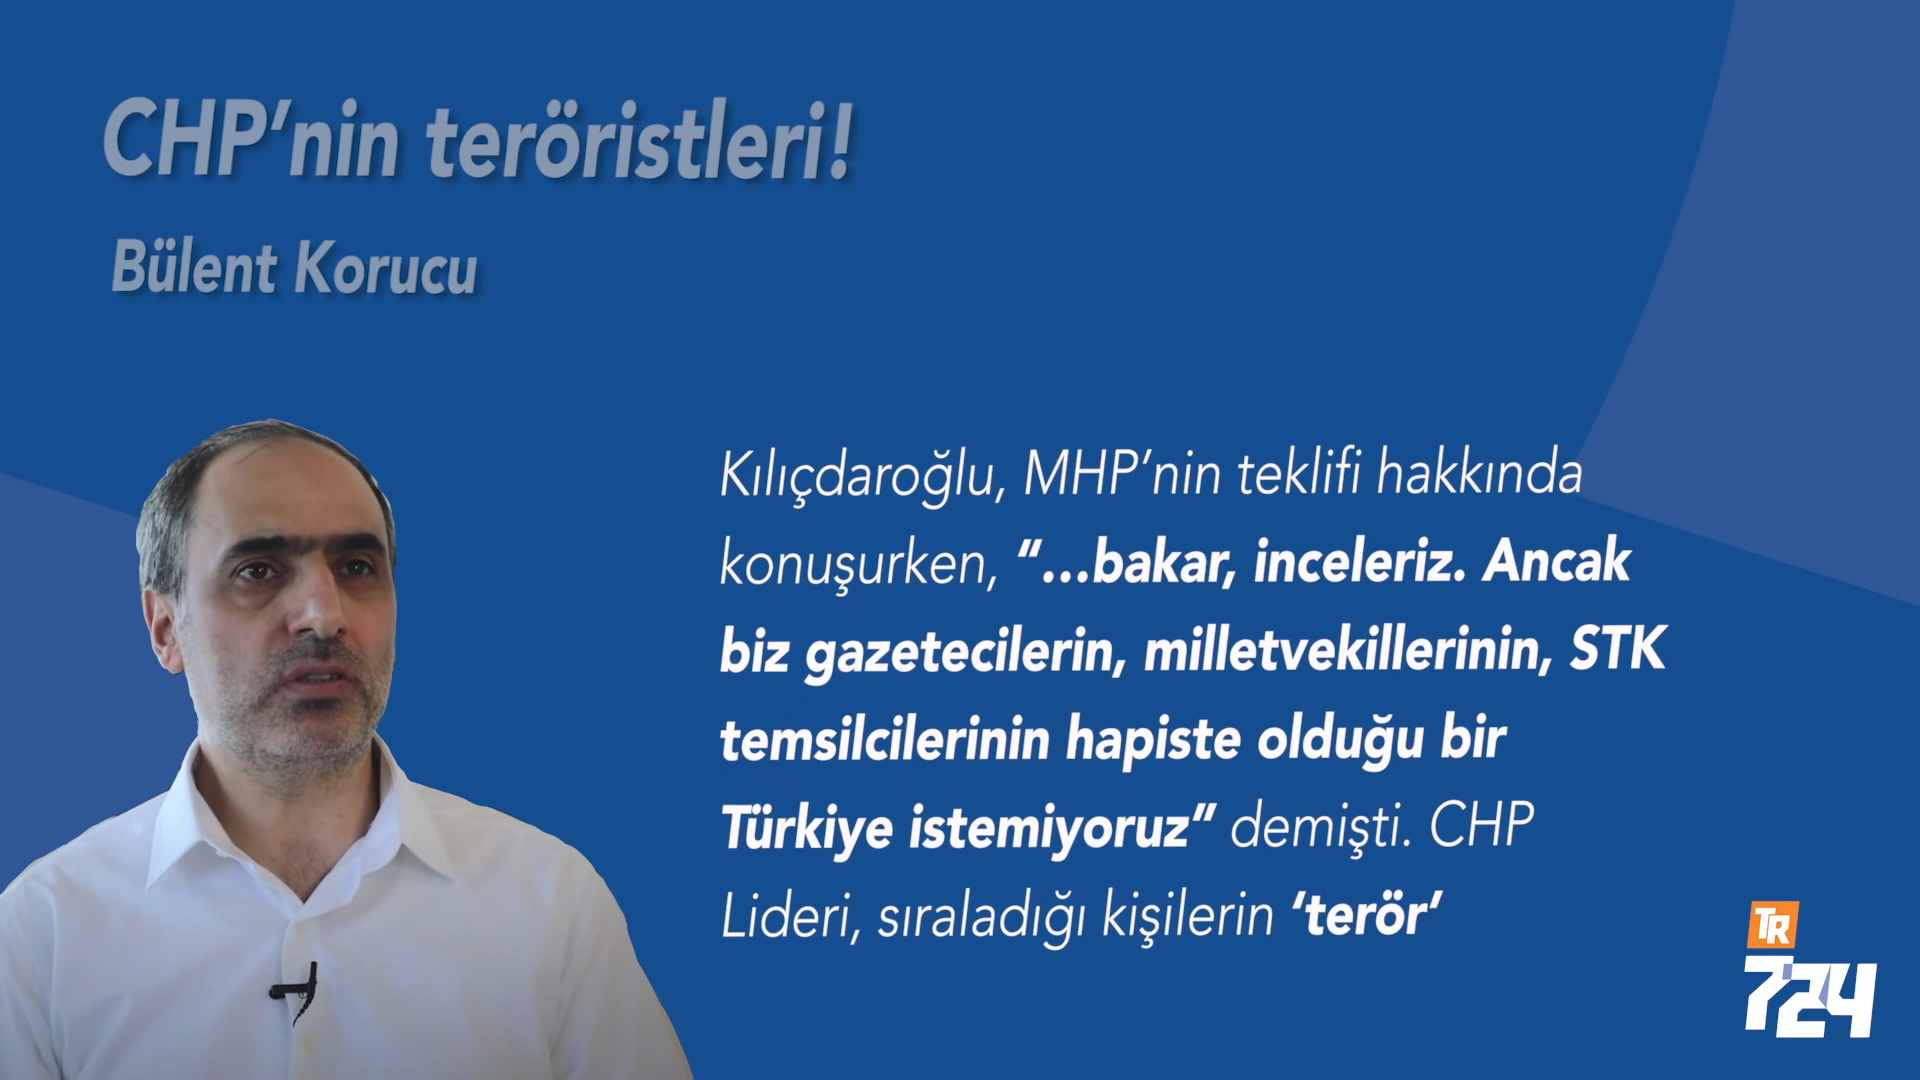 CHP’nin teröristleri!
Bülent Korucu
Kılıçdaroğlu, MHP’nin teklifi hakkında
konuşurken, “...bakar, inceleriz. Ancak
biz gazetecilerin, milletvekillerinin, STK
temsilcilerinin hapiste olduğu bir
Türkiye istemiyoruz” demişti. CHP
Lideri, sıraladığı kişilerin ‘terör’
TR
724